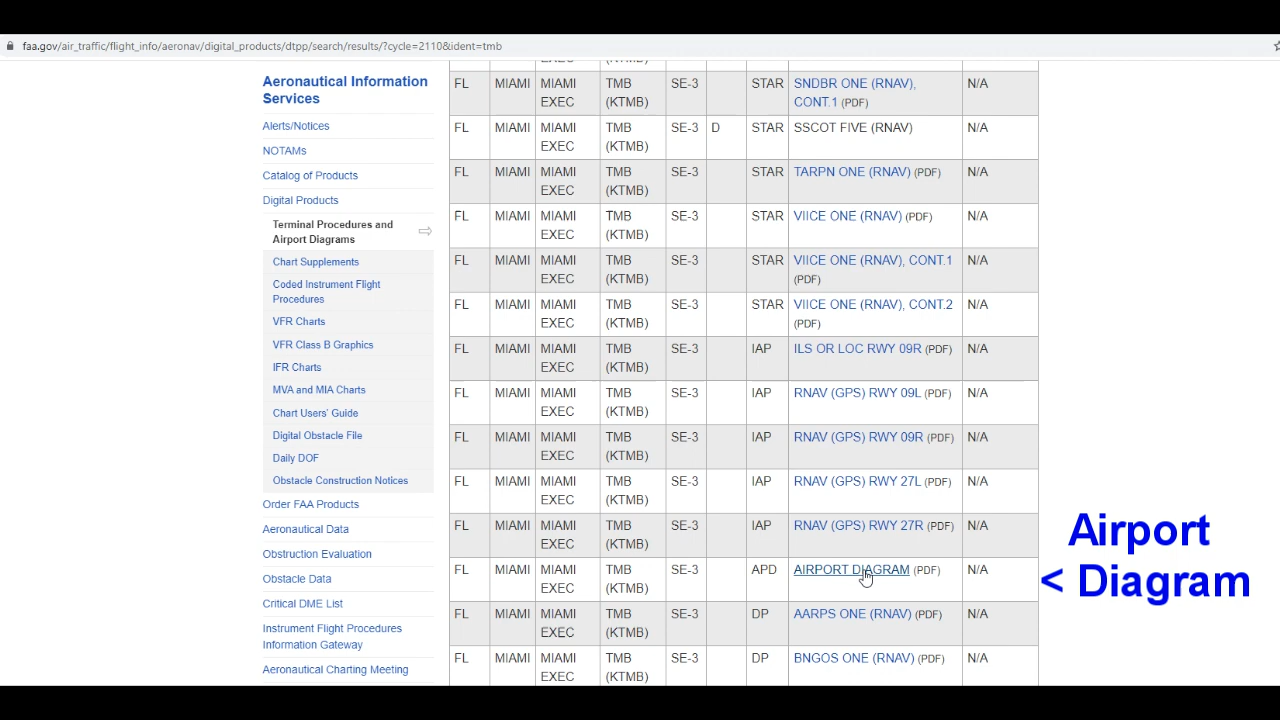 faa.gov/air_traffic/flight_info/aeronav/digital_products/dtpp/search/results/?cycle=2110&ident=tmb
Aeronautical Information
Services
Alerts/Notices
NOTAMs
Catalog of Products
Digital Products
Terminal Procedures and
Airport Diagrams
Chart Supplements
Coded Instrument Flight
Procedures
VFR Charts
VFR Class B Graphics
IFR Charts
MVA and MIA Charts
Chart Users' Guide
Digital Obstacle File
Daily DOF
Obstacle Construction Notices
Order FAA Products
Aeronautical Data
Obstruction Evaluation
Obstacle Data
Critical DME List
Instrument Flight Procedures
Information Gateway
Aeronautical Charting Meeting
FL MIAMI MIAMI TMB SE-3 STAR SNDBR ONE (RNAV), N/A
EXEC (KTMB) CONT.1 (PDF)
FL MIAMI MIAMI TMB SE-3 D STAR SSCOT FIVE (RNAV) N/A
EXEC (KTMB)
FL MIAMI MIAMI TMB SE-3 STAR TARPN ONE (RNAV) (PDF) N/A
EXEC (KTMB)
FL MIAMI MIAMI TMB SE-3 STAR VIICE ONE (RNAV) (PDF) N/A
EXEC (KTMB)
FL MIAMI MIAMI TMB SE-3 STAR VIICE ONE (RNAV), CONT.1 N/A
EXEC (KTMB) (PDF)
FL MIAMI MIAMI TMB SE-3 STAR VIICE ONE (RNAV), CONT.2 N/A
EXEC (KTMB) (PDF)
FL MIAMI MIAMI TMB SE-3 IAP ILS OR LOC RWY 09R (PDF) N/A
EXEC (KTMB)
FL MIAMI MIAMI TMB SE-3 IAP RNAV (GPS) RWY 09L (PDF) N/A
EXEC (KTMB)
FL MIAMI MIAMI TMB SE-3 IAP RNAV (GPS) RWY 09R (PDF) N/A
EXEC (KTMB)
FL MIAMI MIAMI TMB SE-3 IAP RNAV (GPS) RWY 27L (PDF) N/A
EXEC (KTMB)
FL MIAMI MIAMI TMB SE-3 IAP RNAV (GPS) RWY 27R (PDF) N/A
EXEC (KTMB)
FL MIAMI MIAMI TMB SE-3 APD AIRPORT DIAGRAM (PDF) N/A
EXEC (KTMB)
FL MIAMI MIAMI TMB SE-3 DP AARPS ONE (RNAV) (PDF) N/A
EXEC (KTMB)
FL MIAMI MIAMI TMB SE-3 DP BNGOS ONE (RNAV) (PDF) N/A
EXEC (KTMB)
Airport
< Diagram